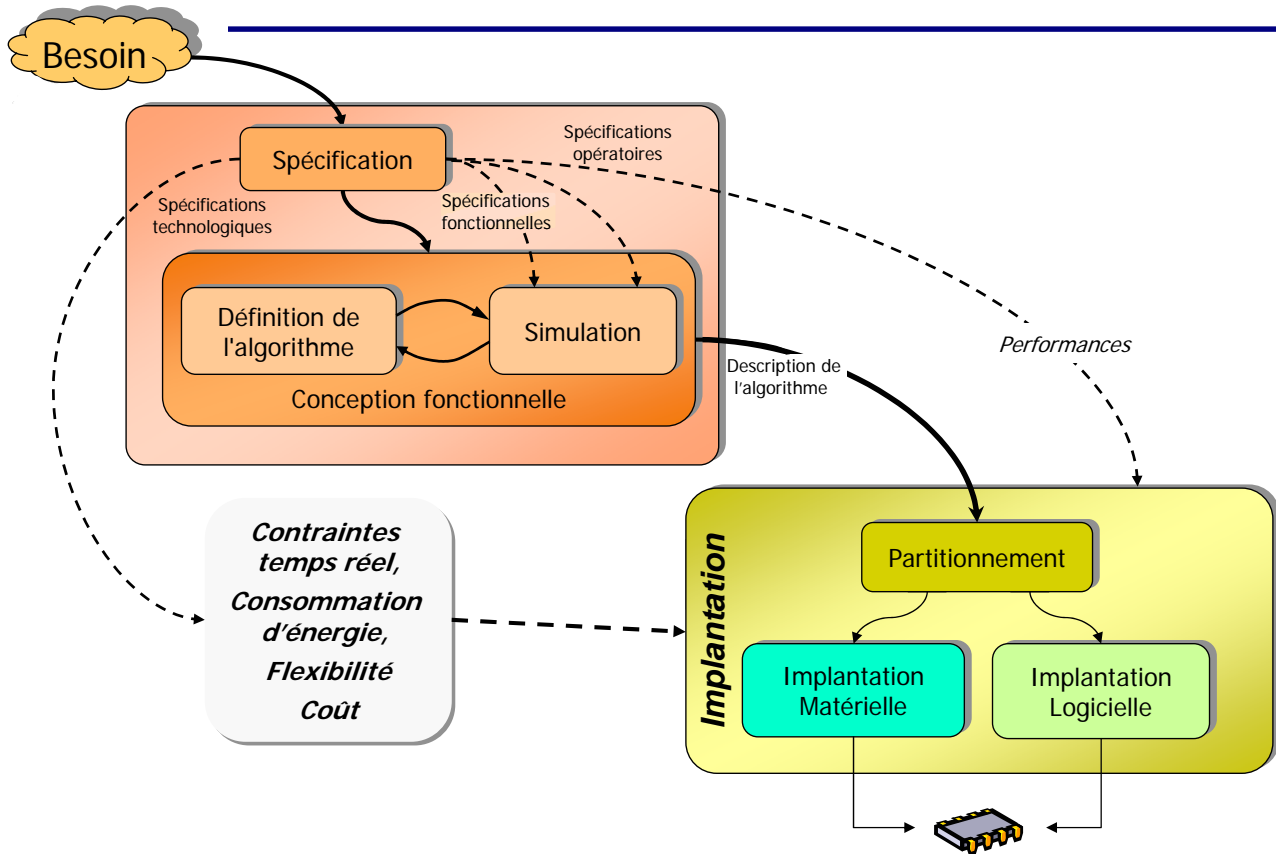 Besoin
Spécification
Spécifications
opératoires
Spécifications
technologiques
Spécifications
fonctionnelles
Définition de
l'algorithme
Simulation
Conception fonctionnelle
Description de
l'algorithme
Performances
Contraintes
temps réel,
Consommation
d'énergie,
Flexibilité
Coût
Implantation
Partitionnement
Implantation
Matérielle
Implantation
Logicielle